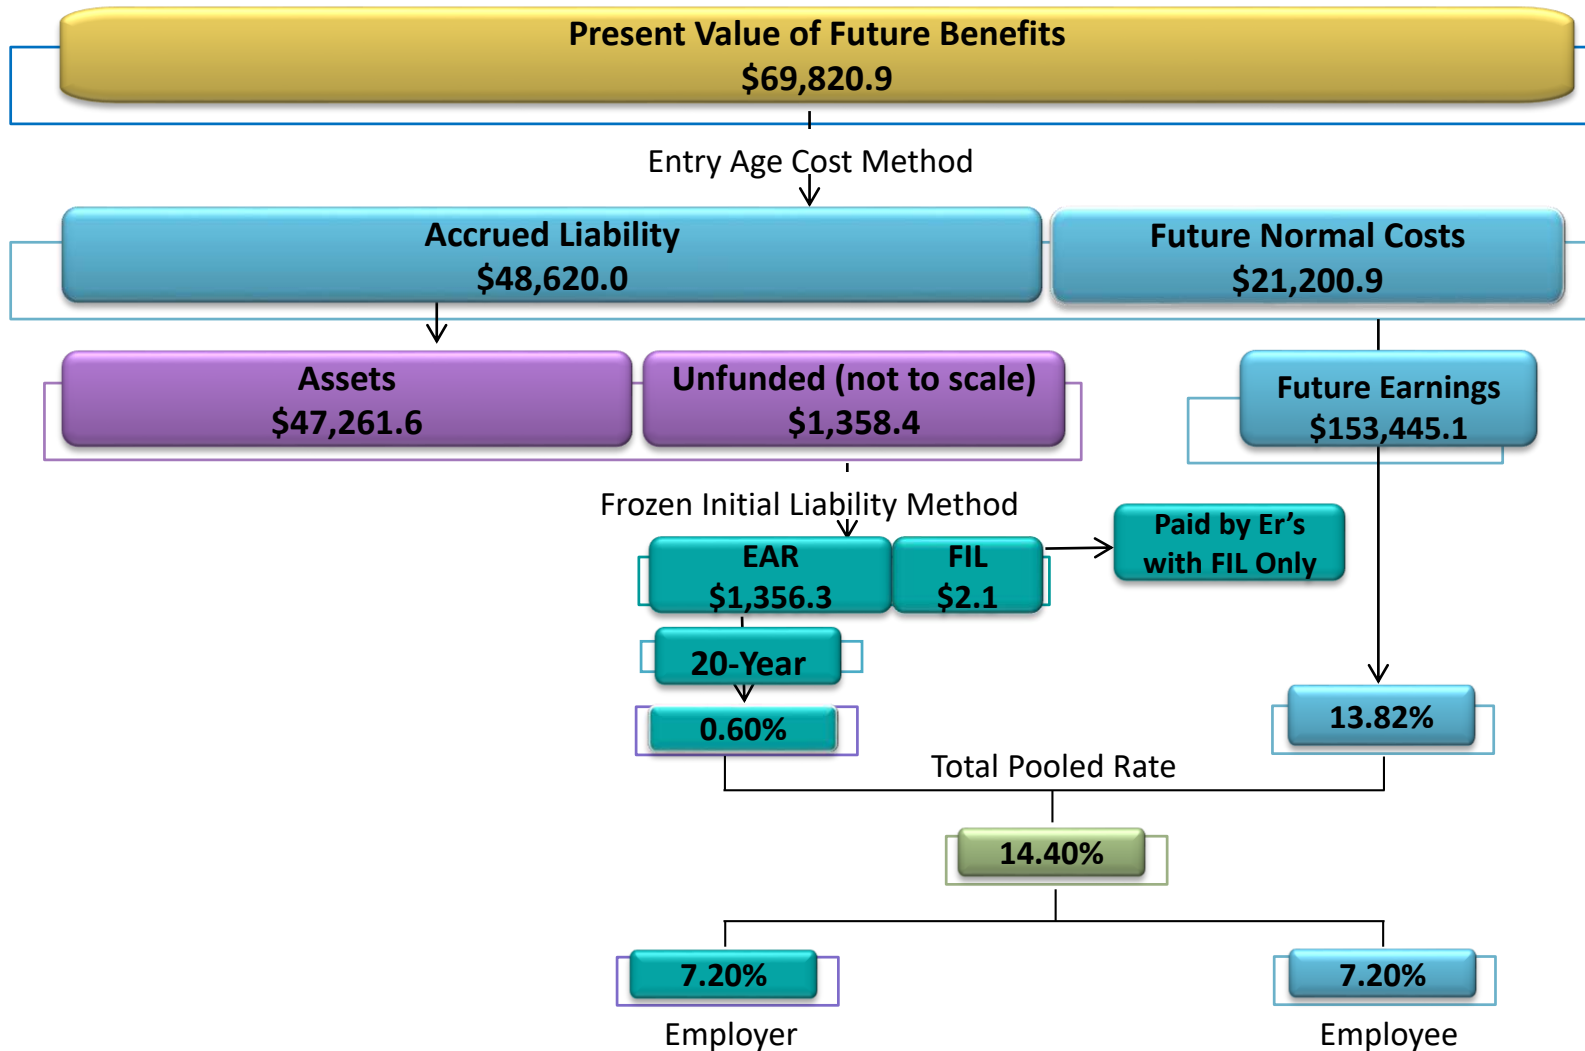 Present Value of Future Benefits
$69,820.9
Entry Age Cost Method
Accrued Liability
$48,620.0
Future Normal Costs
$21,200.9
Assets
$47,261.6
Unfunded (not to scale)
$1,358.4
Future Earnings
$153,445.1
Frozen Initial Liability Method
EAR
$1,356.3
FIL
$2.1
Paid by Er's
with FIL Only
20-Year
0.60%
13.82%
Total Pooled Rate
14.40%
7.20%
Employer
7.20%
Employee